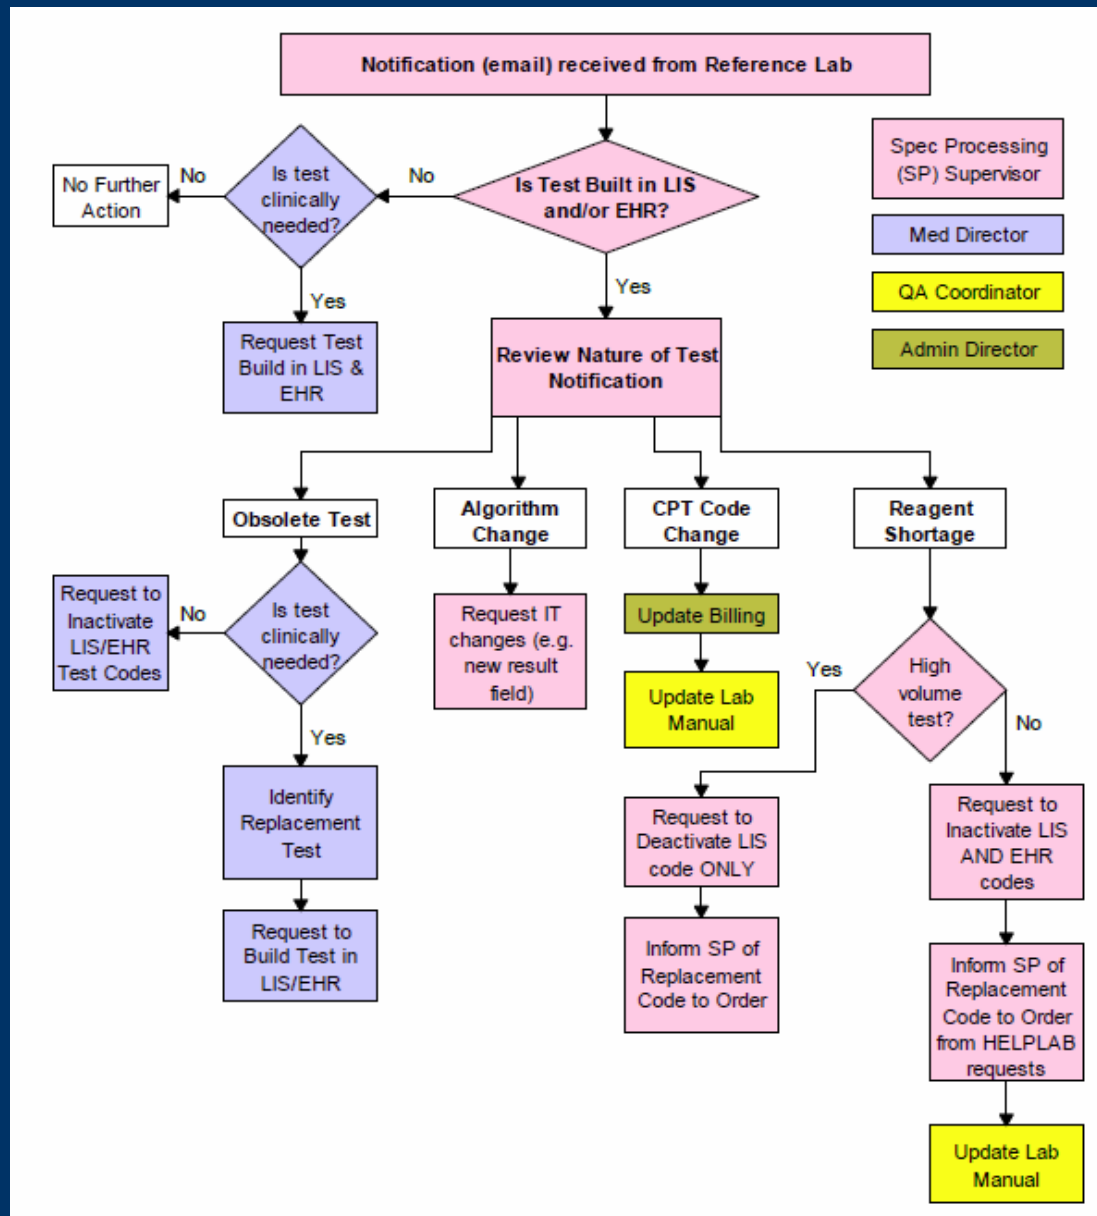 Notification (email) received from Reference Lab
Is Test Built in LIS
and/or EHR?
No
Is test
clinically
needed?
No
No Further
Action
Yes
Request Test
Build in LIS &
EHR
Yes
Review Nature of Test
Notification
Spec Processing
(SP) Supervisor
Med Director
QA Coordinator
Admin Director
Obsolete Test
Is test
clinically
needed?
No
Request to
Inactivate
LIS/EHR
Test Codes
Yes
Identify
Replacement
Test
Request to
Build Test in
LIS/EHR
Algorithm
Change
Request IT
changes (e.g.
new result
field)
CPT Code
Change
Update Billing
Update Lab
Manual
Reagent
Shortage
High
volume
test?
Yes
Request to
Deactivate LIS
code ONLY
Inform SP of
Replacement
Code to Order
No
Request to
Inactivate LIS
AND EHR
codes
Inform SP of
Replacement
Code to Order
from HELPLAB
requests
Update Lab
Manual